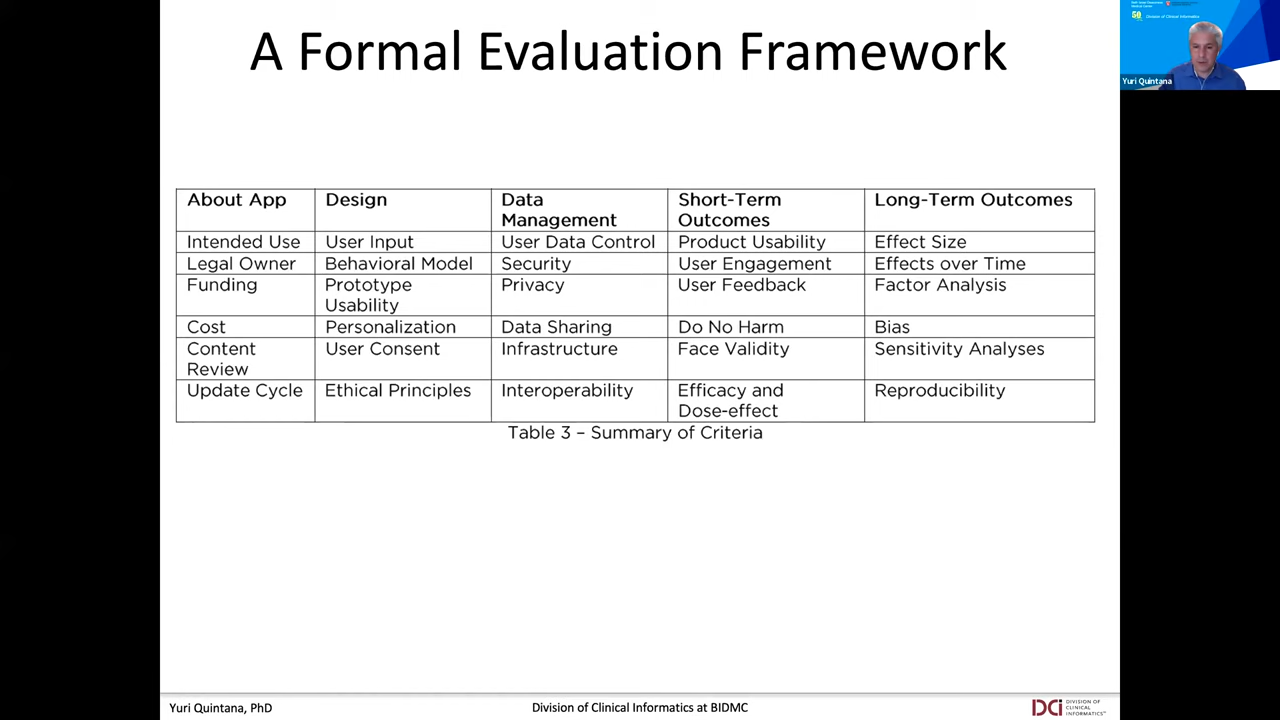 A Formal Evaluation Framework
Division of Clinical Informatics
Yuri Quintana
About App | Design | Data Management | Short-Term Outcomes | Long-Term Outcomes
Intended Use | User Input | User Data Control | Product Usability | Effect Size
Legal Owner | Behavioral Model | Security | User Engagement | Effects over Time
Funding | Prototype Usability | Privacy | User Feedback | Factor Analysis
Cost | Personalization | Data Sharing | Do No Harm | Bias
Content Review | User Consent | Infrastructure | Face Validity | Sensitivity Analyses
Update Cycle | Ethical Principles | Interoperability | Efficacy and Dose-effect | Reproducibility
Table 3 – Summary of Criteria
Yuri Quintana, PhD
Division of Clinical Informatics at BIDMC
DCI DIVISION OF CLINICAL INFORMATICS